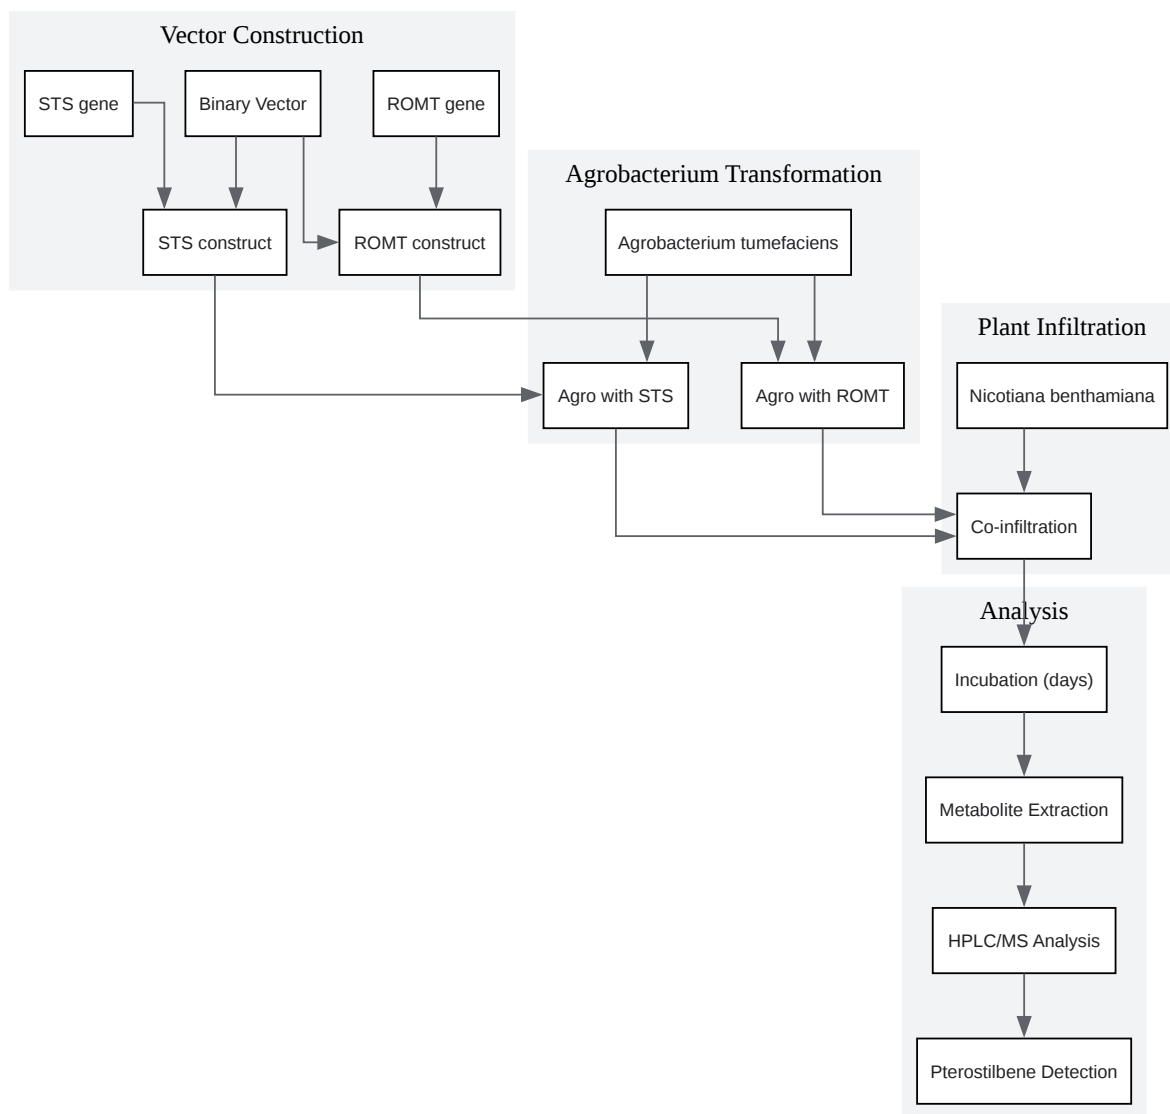 Vector Construction
STS gene
Binary Vector
ROMT gene
STS construct
ROMT construct
Agrobacterium Transformation
Agrobacterium tumefaciens
Agro with STS
Agro with ROMT
Plant Infiltration
Nicotiana benthamiana
Co-infiltration
Analysis
Incubation (days)
Metabolite Extraction
HPLC/MS Analysis
Pterostilbene Detection